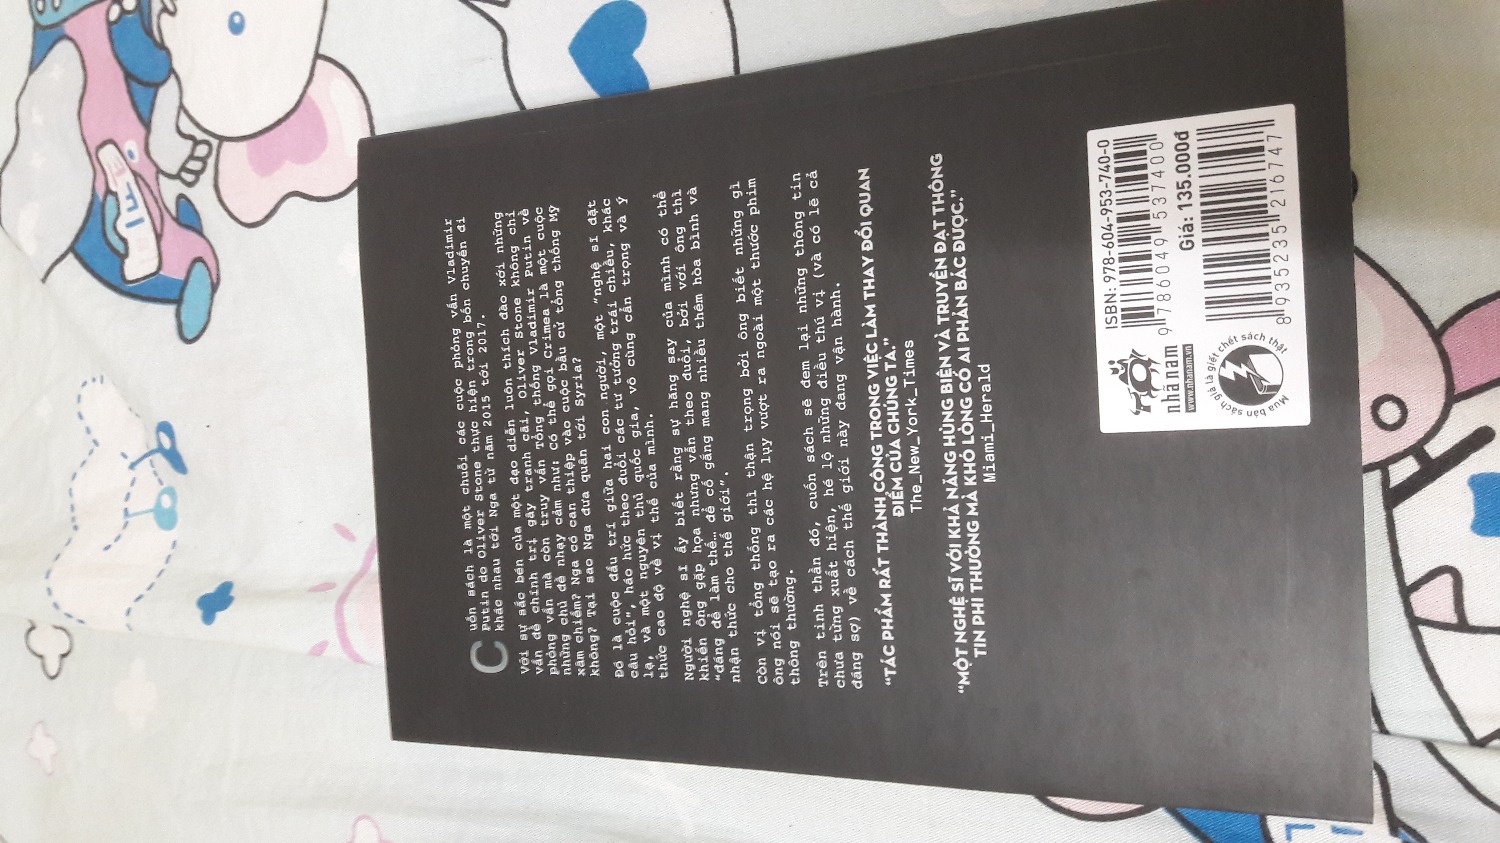 Cuốn sách là một chuỗi các cuộc phỏng vấn Vladimir
Putin do Oliver Stone thực hiện trong bốn chuyến đi
khác nhau tới Nga từ năm 2015 tới 2017.
Với sự sắc bén của một đạo diễn luôn thích đào xới những
vấn đề chính trị gây tranh cãi, Oliver Stone không chỉ
phỏng vấn mà còn truy vấn Tổng thống Vladimir Putin về
những chủ đề nhạy cảm như: Có thể gọi Crimea là một cuộc
xâm chiếm? Nga có can thiệp vào cuộc bầu cử tổng thống Mỹ
không? Tại sao Nga đưa quân tới Syria?
Đó là cuộc đấu trí giữa hai con người, một "nghệ sĩ đặt
câu hỏi", háo hức theo đuổi các tư tưởng trái chiều, khác
lạ, và một nguyên thủ quốc gia, vô cùng cẩn trọng và ý
thức cao độ về vị thế của mình.
Người nghệ sĩ ấy biết rằng sự hăng say của mình có thể
khiến ông gặp họa nhưng vẫn theo đuổi, bởi với ông thì
"đáng để làm thế… để cố gắng mang nhiều thêm hòa bình và
nhận thức cho thế giới".
Còn vị tổng thống thì thận trọng bởi ông biết những gì
ông nói sẽ tạo ra các hệ lụy vượt ra ngoài một thước phim
thông thường.
Trên tinh thần đó, cuốn sách sẽ đem lại những thông tin
chưa từng xuất hiện, hé lộ những điều thú vị (và có lẽ cả
đáng sợ) về cách thế giới này đang vận hành.
"TÁC PHẨM RẤT THÀNH CÔNG TRONG VIỆC LÀM THAY ĐỔI QUAN
ĐIỂM CỦA CHÚNG TA."
The_New_York_Times
"MỘT NGHỆ SĨ VỚI KHẢ NĂNG HÙNG BIỆN VÀ TRUYỀN ĐẠT THÔNG
TIN PHI THƯỜNG MÀ KHÓ LÒNG CÓ AI PHẢN BÁC ĐƯỢC."
Miami_Herald
nhã nam
www.nhanam.vn
Mua bán sách giả là giết chết sách thật
ISBN: 978-604-953-740-0
9 786049 537400
Giá: 135.000đ
8 935235 216747